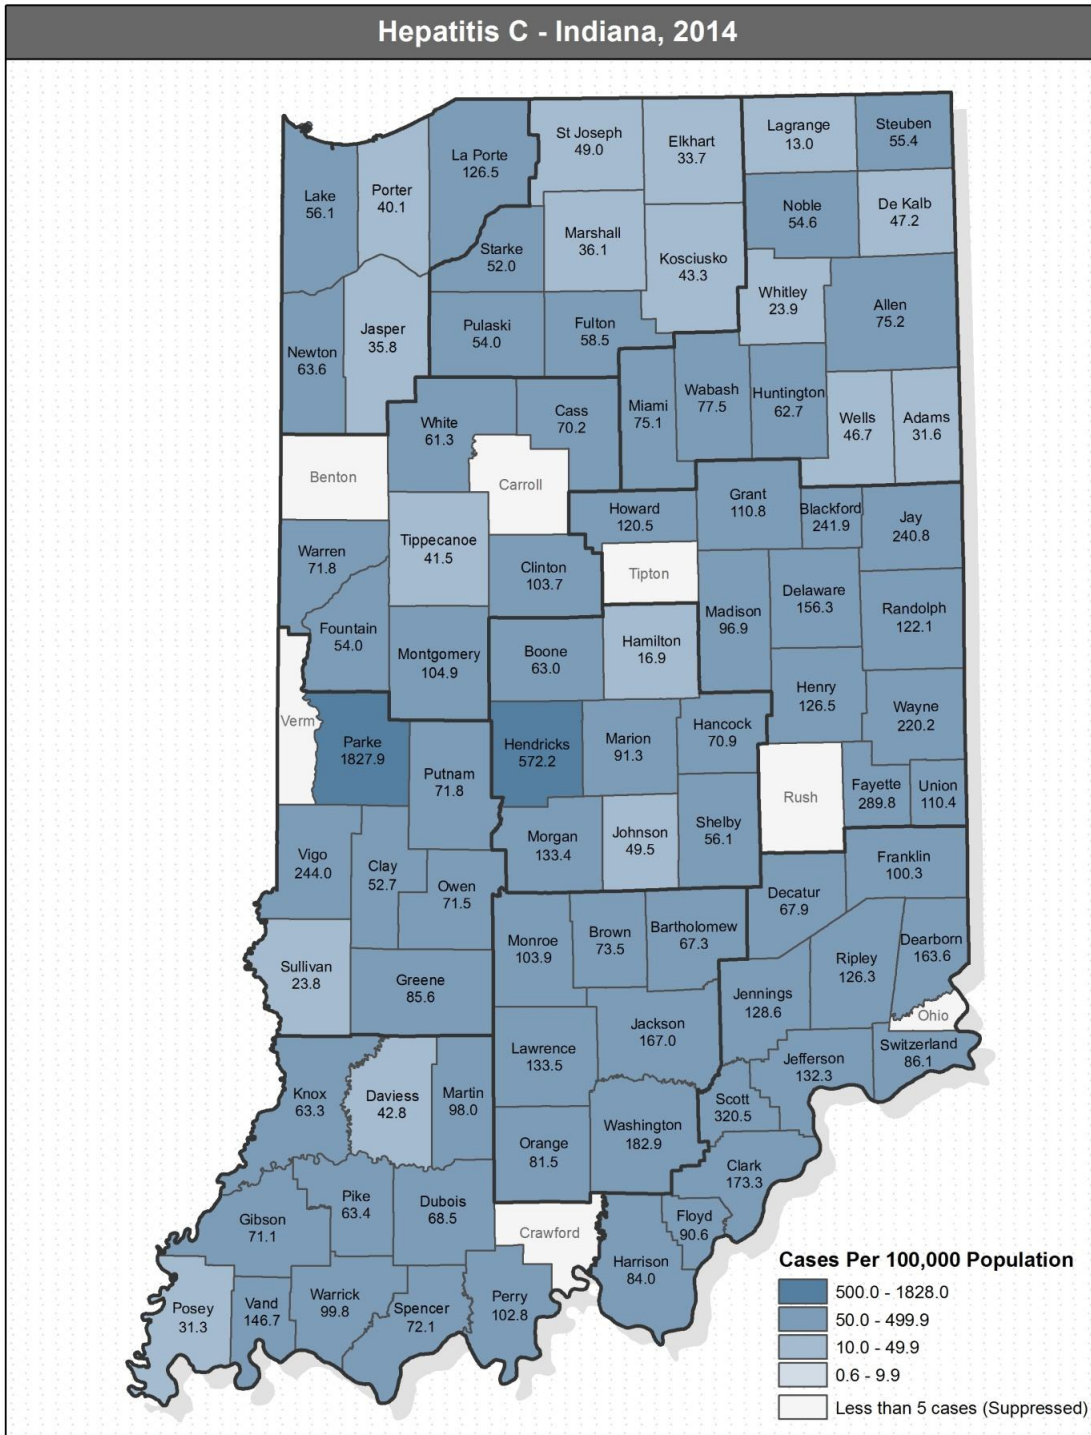 Hepatitis C - Indiana, 2014
Lake
56.1
Porter
40.1
La Porte
126.5
St Joseph
49.0
Elkhart
33.7
Lagrange
13.0
Steuben
55.4
Starke
52.0
Marshall
36.1
Kosciusko
43.3
Noble
54.6
De Kalb
47.2
Newton
63.6
Jasper
35.8
Pulaski
54.0
Fulton
58.5
Whitley
23.9
Allen
75.2
White
61.3
Cass
70.2
Miami
75.1
Wabash
77.5
Huntington
62.7
Wells
46.7
Adams
31.6
Benton
Carroll
Howard
120.5
Grant
110.8
Blackford
241.9
Jay
240.8
Warren
71.8
Tippecanoe
41.5
Clinton
103.7
Tipton
Madison
96.9
Delaware
156.3
Randolph
122.1
Fountain
54.0
Montgomery
104.9
Boone
63.0
Hamilton
16.9
Henry
126.5
Wayne
220.2
Verm
Parke
1827.9
Putnam
71.8
Hendricks
572.2
Marion
91.3
Hancock
70.9
Rush
Fayette
289.8
Union
110.4
Vigo
244.0
Clay
52.7
Owen
71.5
Morgan
133.4
Johnson
49.5
Shelby
56.1
Decatur
67.9
Franklin
100.3
Sullivan
23.8
Greene
85.6
Monroe
103.9
Brown
73.5
Bartholomew
67.3
Jennings
128.6
Ripley
126.3
Dearborn
163.6
Ohio
Knox
63.3
Daviess
42.8
Martin
98.0
Lawrence
133.5
Jackson
167.0
Jefferson
132.3
Switzerland
86.1
Scott
320.5
Orange
81.5
Washington
182.9
Clark
173.3
Gibson
71.1
Pike
63.4
Dubois
68.5
Crawford
Floyd
90.6
Harrison
84.0
Posey
31.3
Vand
146.7
Warrick
99.8
Spencer
72.1
Perry
102.8
Cases Per 100,000 Population
500.0 - 1828.0
50.0 - 499.9
10.0 - 49.9
0.6 - 9.9
Less than 5 cases (Suppressed)